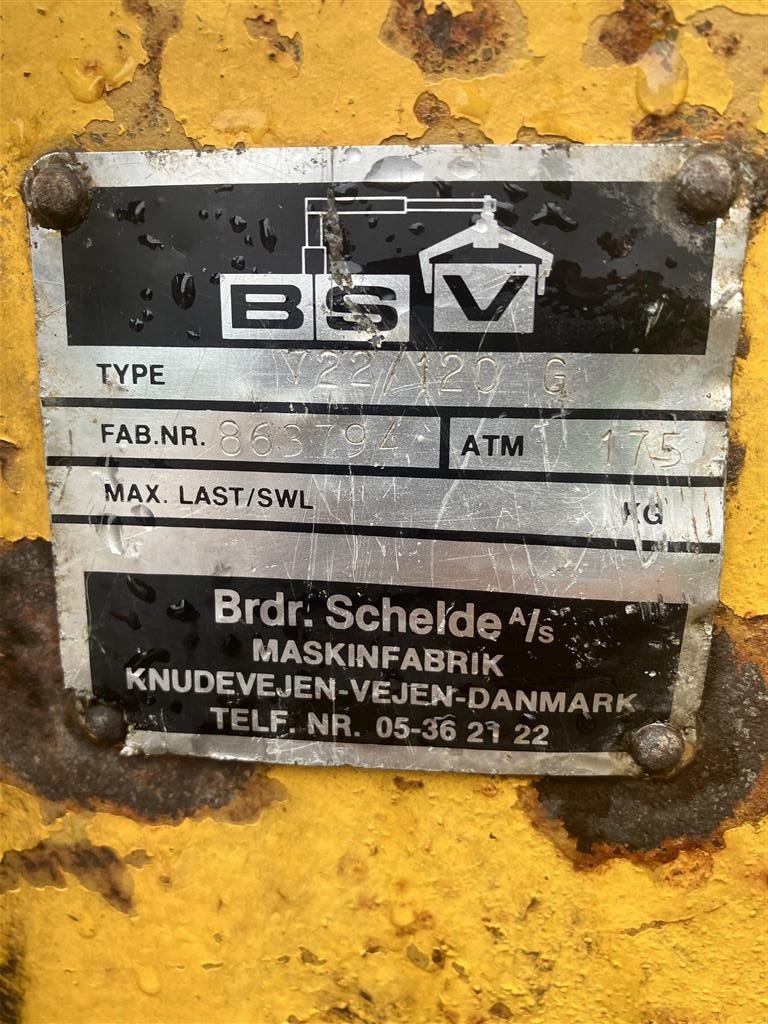 BSV
TYPE V22/120 G
FAB.NR. 863794 ATM 175
MAX. LAST/SWL KG
Brdr. Schelde A/s
MASKINFABRIK
KNUDEVEJEN-VEJEN-DANMARK
TELF. NR. 05-36 21 22